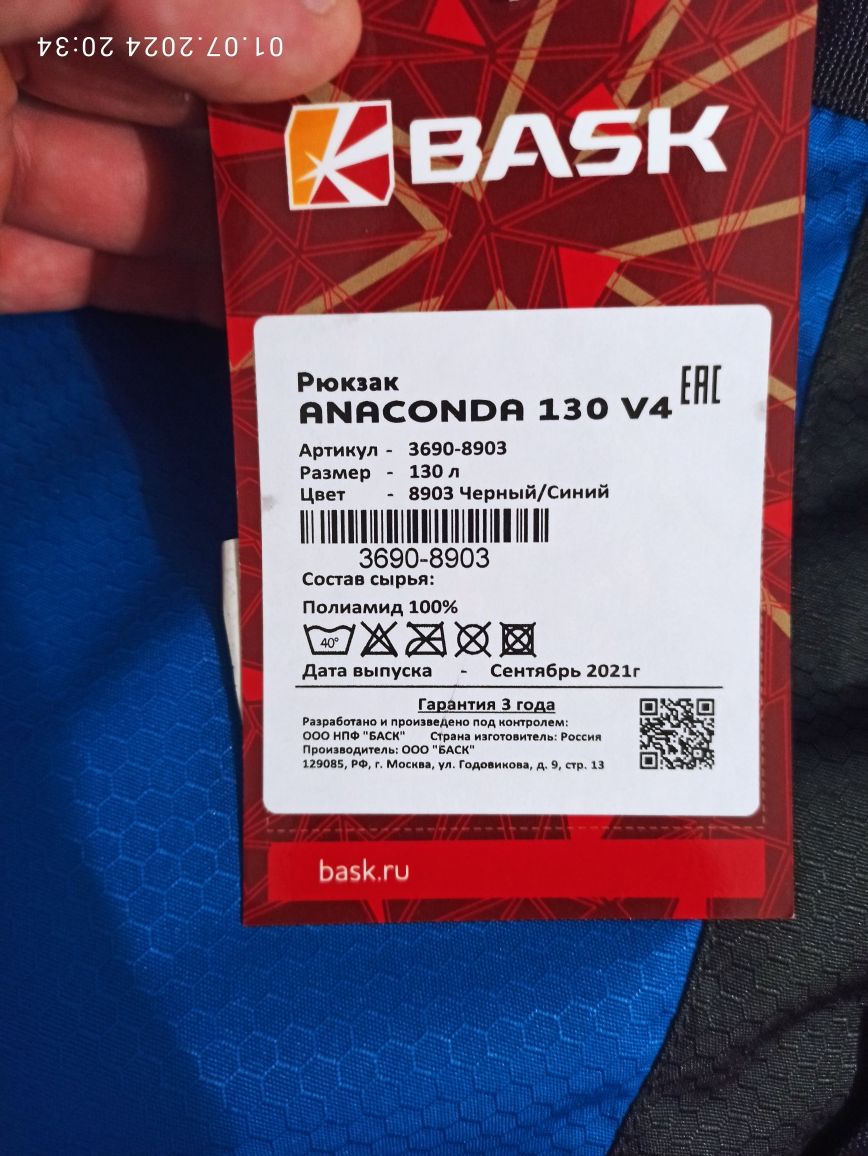 01.07.2024 20:34
BASK
Рюкзак
ANACONDA 130 V4
EAC
Артикул - 3690-8903
Размер - 130 л
Цвет - 8903 Черный/Синий
3690-8903
Состав сырья:
Полиамид 100%
40°
Дата выпуска - Сентябрь 2021г
Гарантия 3 года
Разработано и произведено под контролем:
ООО НПФ "БАСК" Страна изготовитель: Россия
Производитель: ООО "БАСК"
129085, РФ, г. Москва, ул. Годовикова, д. 9, стр. 13
bask.ru